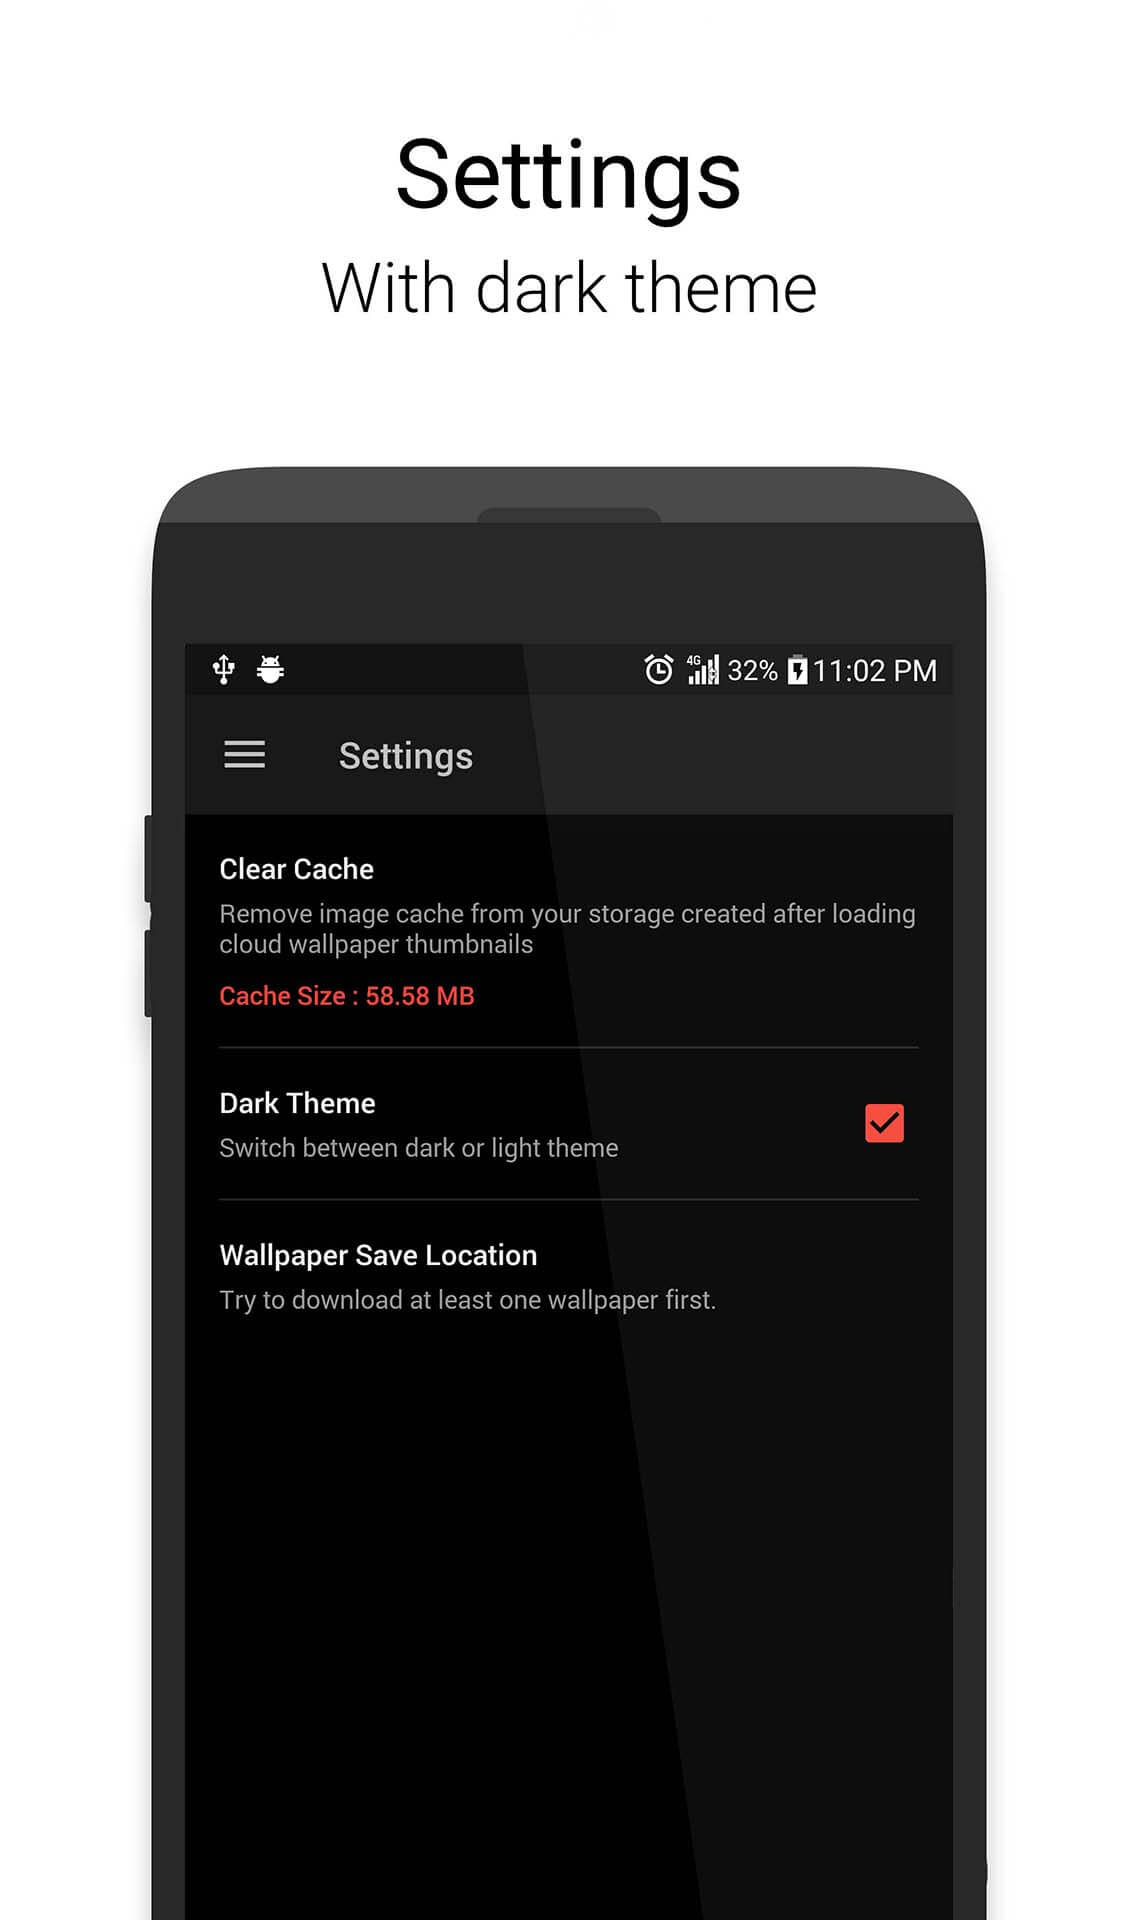 Settings
With dark theme
4G 32% 11:02 PM
Settings
Clear Cache
Remove image cache from your storage created after loading
cloud wallpaper thumbnails
Cache Size : 58.58 MB
Dark Theme
Switch between dark or light theme
Wallpaper Save Location
Try to download at least one wallpaper first.